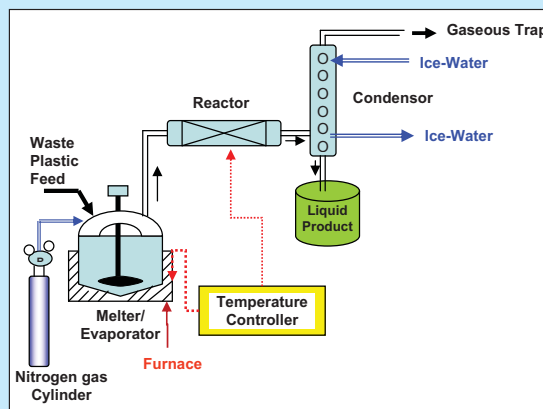 Gaseous Trap
Ice-Water
Condensor
Reactor
Ice-Water
Waste
Plastic
Feed
Liquid
Product
Temperature
Controller
Melter/
Evaporator
Furnace
Nitrogen gas
Cylinder